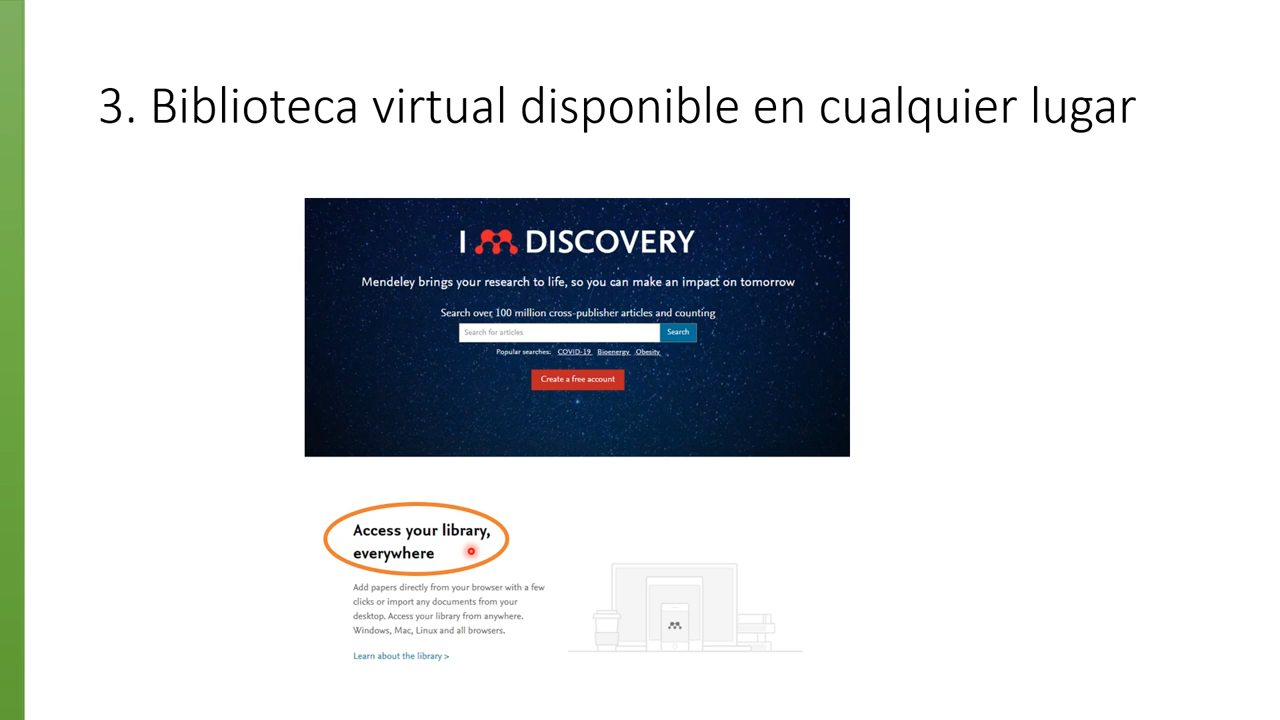 3. Biblioteca virtual disponible en cualquier lugar
I DISCOVERY
Mendeley brings your research to life, so you can make an impact on tomorrow
Search over 100 million cross-publisher articles and counting
Search for articles Search
Popular searches: COVID-19 Bioenergy Obesity
Create a free account
Access your library,
everywhere
Add papers directly from your browser with a few
clicks or import any documents from your
desktop. Access your library from anywhere.
Windows, Mac, Linux and all browsers.
Learn about the library >